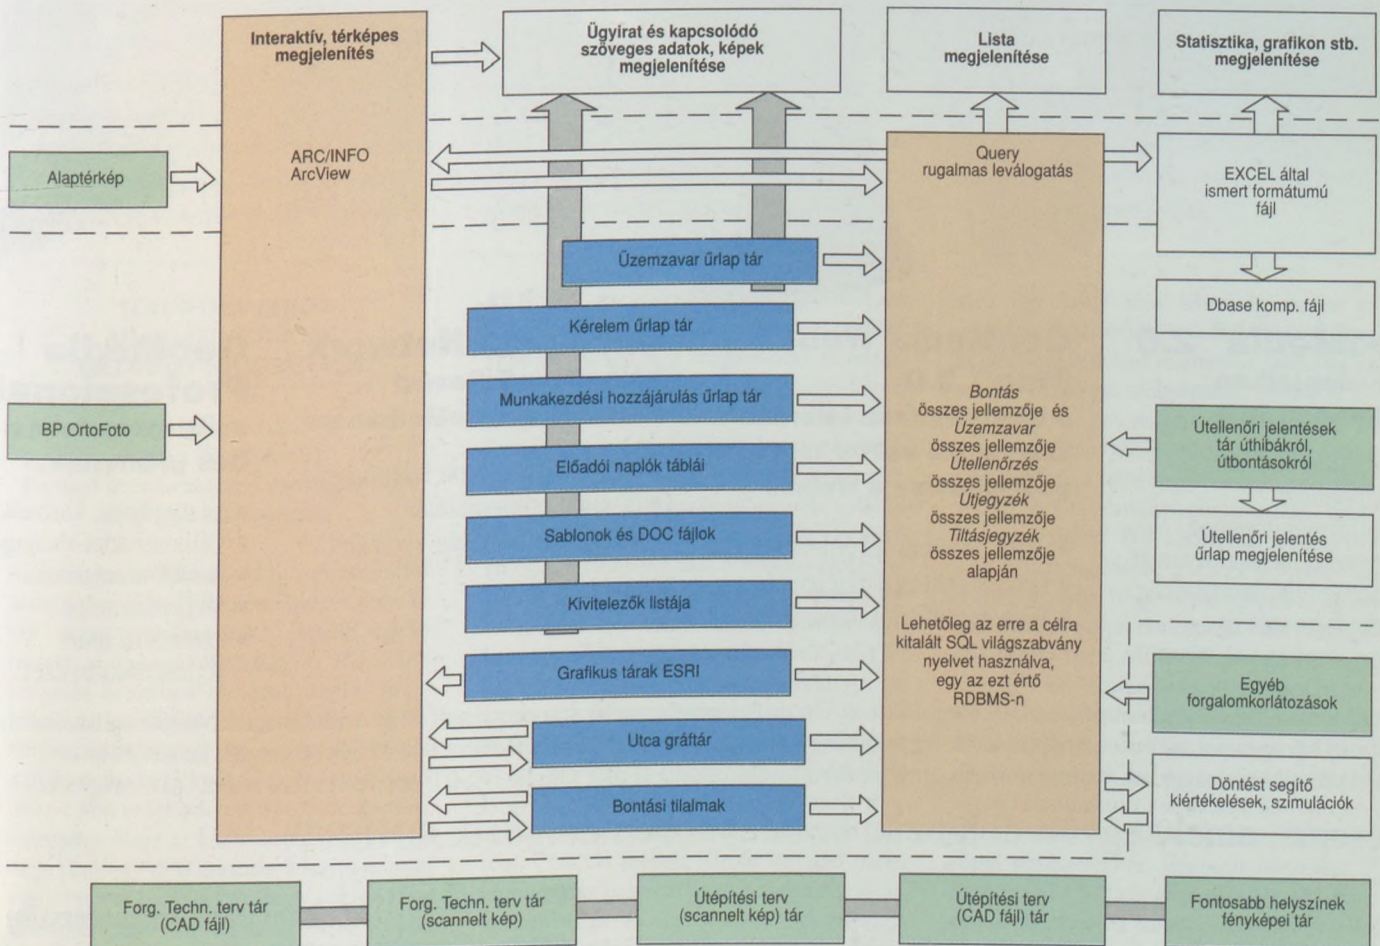 Interaktív, térképes
megjelenítés
Ügyirat és kapcsolódó
szöveges adatok, képek
megjelenítése
Lista
megjelenítése
Statisztika, grafikon stb.
megjelenítése
Alaptérkép
ARC/INFO
ArcView
Query
rugalmas leválogatás
EXCEL által
ismert formátumú
fájl
Üzemzavar űrlap tár
Dbase komp. fájl
Kérelem űrlap tár
Munkakezdési hozzájárulás űrlap tár
BP OrtoFoto
Előadói naplók táblái
Sablonok és DOC fájlok
Kivitelezők listája
Grafikus tárak ESRI
Utca gráftár
Bontási tilalmak
Bontás
összes jellemzője és
Üzemzavar
összes jellemzője
Útellenőrzés
összes jellemzője
Útjegyzék
összes jellemzője
Tiltásjegyzék
összes jellemzője
alapján
Lehetőleg az erre a célra
kitalált SQL világszabvány
nyelvet használva,
egy az ezt értő
RDBMS-n
Útellenőri jelentések
tár úthibákról,
útbontásokról
Útellenőri jelentés
űrlap megjelenítése
Egyéb
forgalomkorlátozások
Döntést segítő
kiértékelések, szimulációk
Forg. Techn. terv tár
(CAD fájl)
Forg. Techn. terv tár
(scannelt kép)
Útépítési terv
(scannelt kép) tár
Útépítési terv
(CAD fájl) tár
Fontosabb helyszínek
fényképei tár